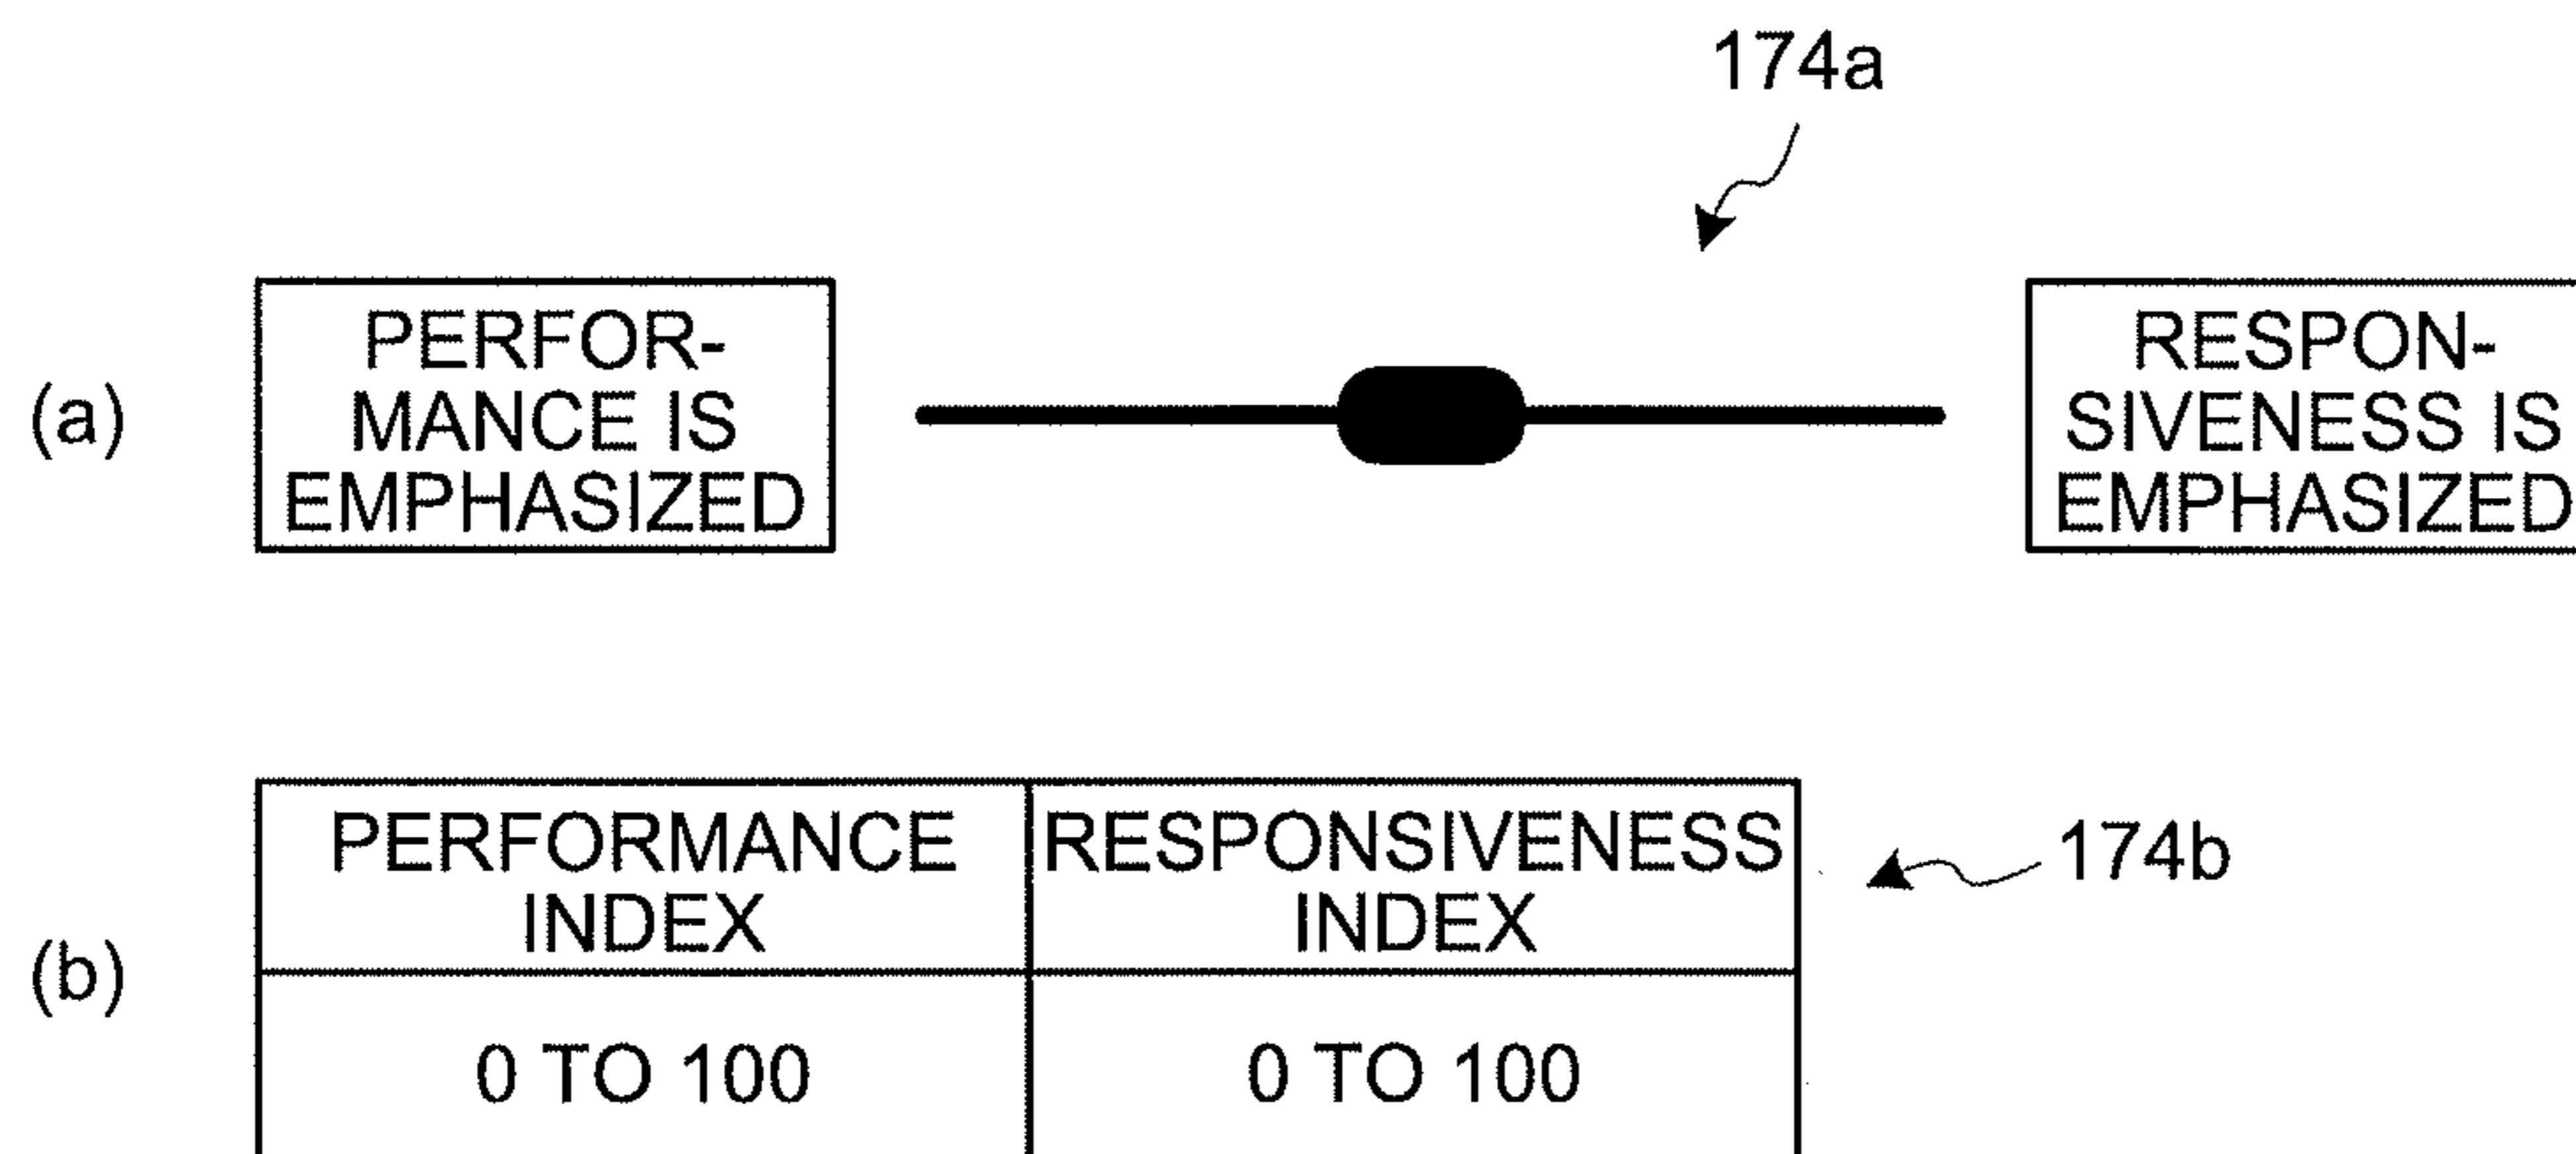 174a
(a)
PERFOR-
MANCE IS
EMPHASIZED
RESPON-
SIVENESS IS
EMPHASIZED
(b)
PERFORMANCE
INDEX
RESPONSIVENESS
INDEX
174b
0 TO 100
0 TO 100